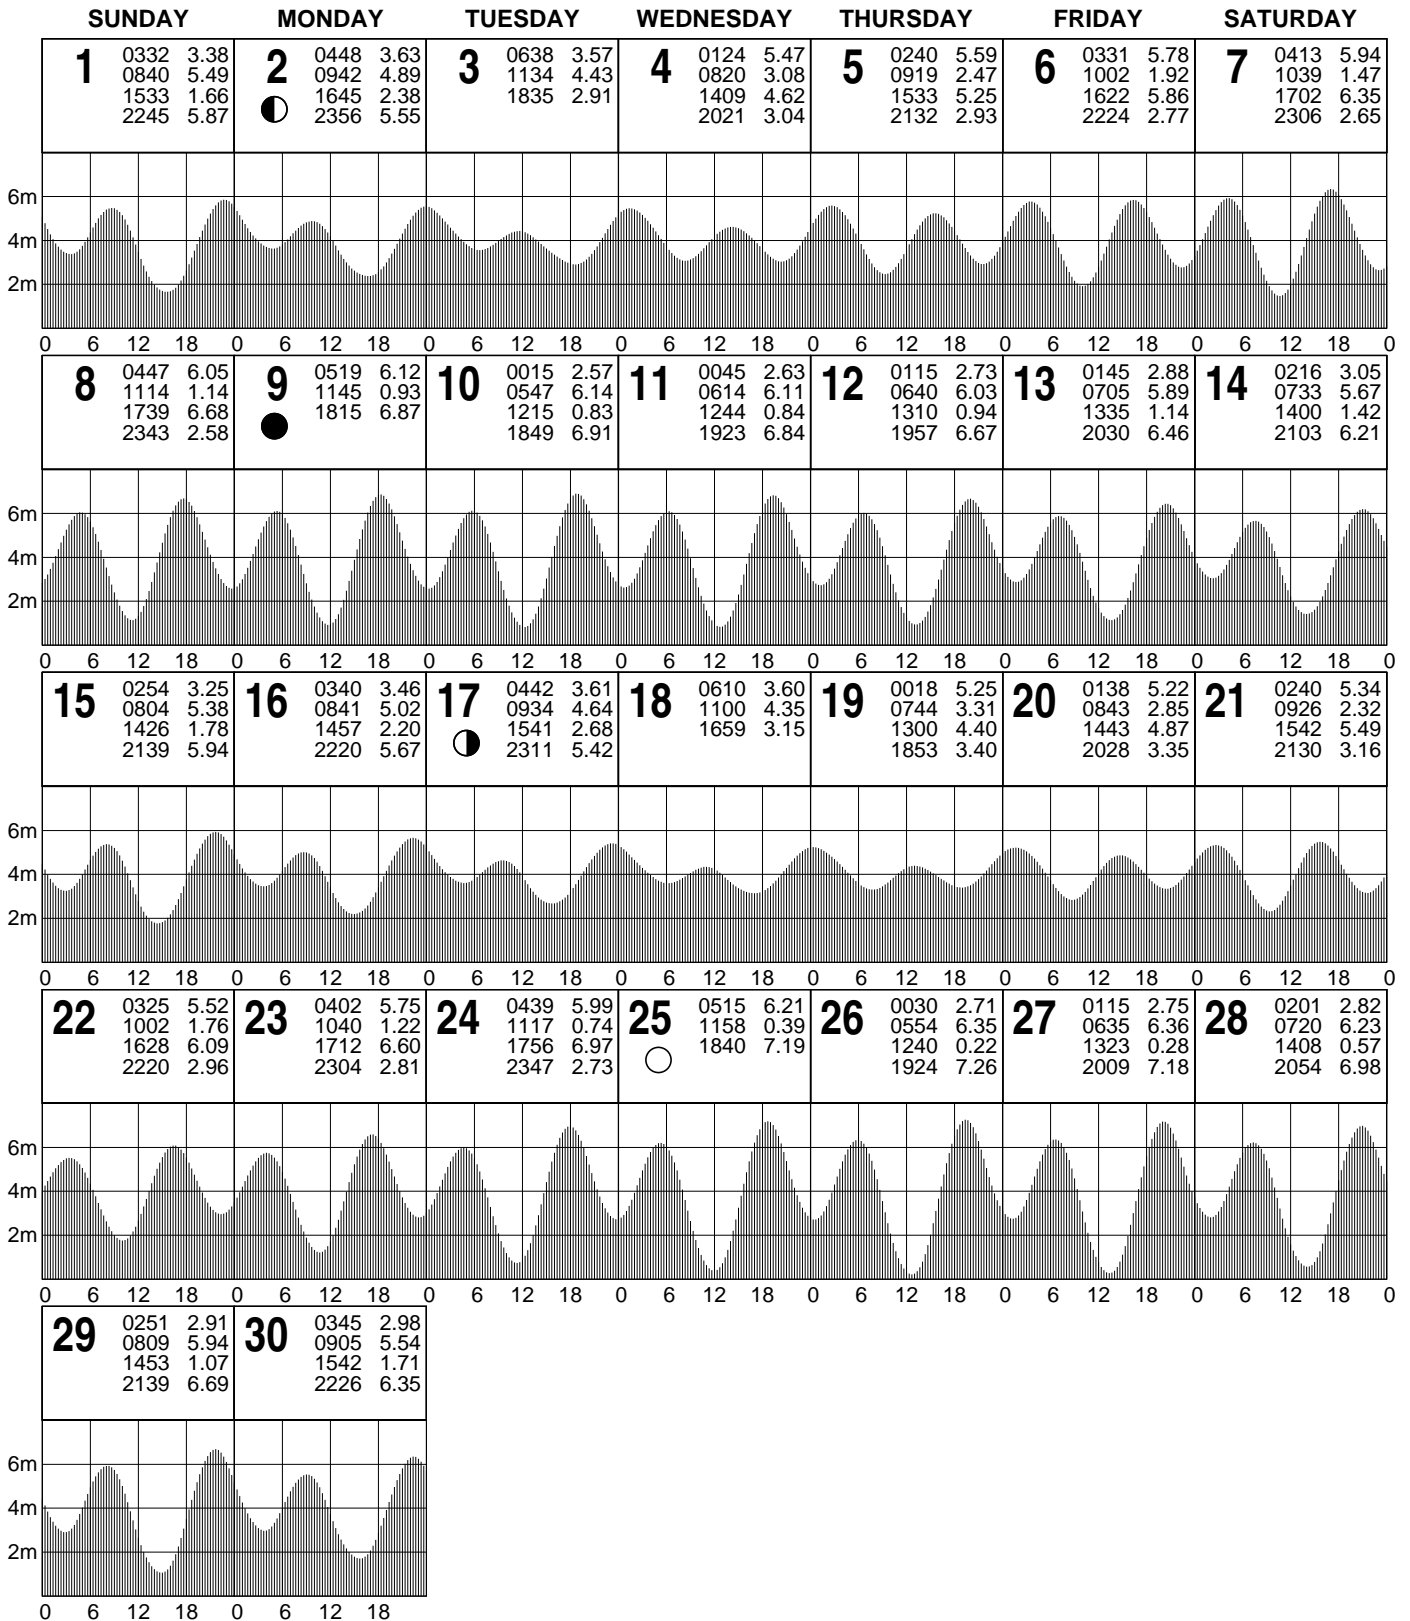 SUNDAY MONDAY TUESDAY WEDNESDAY THURSDAY FRIDAY SATURDAY
1 0332 3.38 2 0448 3.63 3 0638 3.57 4 0124 5.47 5 0240 5.59 6 0331 5.78 7 0413 5.94
0840 5.49 0942 4.89 1134 4.43 0820 3.08 0919 2.47 1002 1.92 1039 1.47
1533 1.66 1645 2.38 1835 2.91 1409 4.62 1533 5.25 1622 5.86 1702 6.35
2245 5.87 2356 5.55 2021 3.04 2132 2.93 2224 2.77 2306 2.65
6m
4m
2m
0 6 12 18 0 6 12 18 0 6 12 18 0 6 12 18 0 6 12 18 0 6 12 18 0 6 12 18 0
8 0447 6.05 9 0519 6.12 10 0015 2.57 11 0045 2.63 12 0115 2.73 13 0145 2.88 14 0216 3.05
1114 1.14 1145 0.93 0547 6.14 0614 6.11 0640 6.03 0705 5.89 0733 5.67
1739 6.68 1815 6.87 1215 0.83 1244 0.84 1310 0.94 1335 1.14 1400 1.42
2343 2.58 1849 6.91 1923 6.84 1957 6.67 2030 6.46 2103 6.21
6m
4m
2m
0 6 12 18 0 6 12 18 0 6 12 18 0 6 12 18 0 6 12 18 0 6 12 18 0 6 12 18 0
15 0254 3.25 16 0340 3.46 17 0442 3.61 18 0610 3.60 19 0018 5.25 20 0138 5.22 21 0240 5.34
0804 5.38 0841 5.02 0934 4.64 1100 4.35 0744 3.31 0843 2.85 0926 2.32
1426 1.78 1457 2.20 1541 2.68 1659 3.15 1300 4.40 1443 4.87 1542 5.49
2139 5.94 2220 5.67 2311 5.42 1853 3.40 2028 3.35 2130 3.16
6m
4m
2m
0 6 12 18 0 6 12 18 0 6 12 18 0 6 12 18 0 6 12 18 0 6 12 18 0 6 12 18 0
22 0325 5.52 23 0402 5.75 24 0439 5.99 25 0515 6.21 26 0030 2.71 27 0115 2.75 28 0201 2.82
1002 1.76 1040 1.22 1117 0.74 1158 0.39 0554 6.35 0635 6.36 0720 6.23
1628 6.09 1712 6.60 1756 6.97 1840 7.19 1240 0.22 1323 0.28 1408 0.57
2220 2.96 2304 2.81 2347 2.73 1924 7.26 2009 7.18 2054 6.98
6m
4m
2m
0 6 12 18 0 6 12 18 0 6 12 18 0 6 12 18 0 6 12 18 0 6 12 18 0 6 12 18 0
29 0251 2.91 30 0345 2.98
0809 5.94 0905 5.54
1453 1.07 1542 1.71
2139 6.69 2226 6.35
6m
4m
2m
0 6 12 18 0 6 12 18